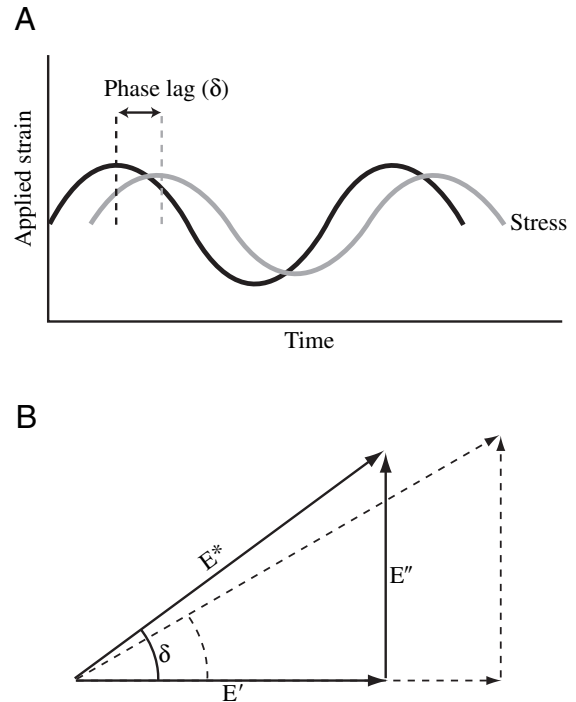 A
Phase lag (δ)
Applied strain
Stress
Time
B
E*
E″
δ
E′